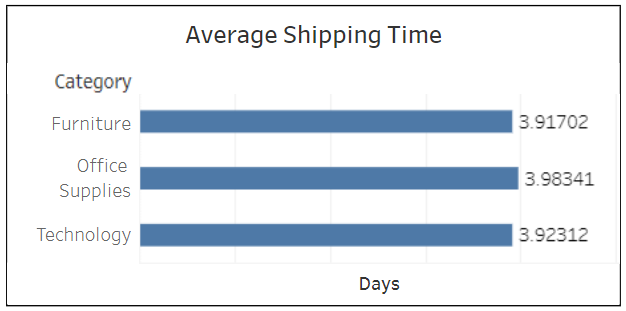 Average Shipping Time
Category
Furniture
3.91702
Office
Supplies
3.98341
Technology
3.92312
Days